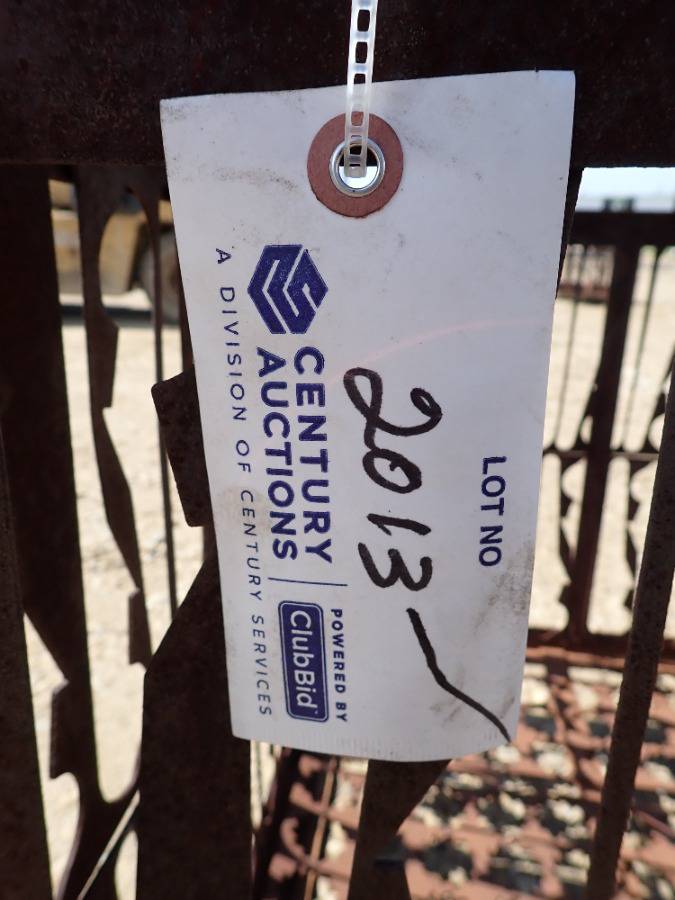 LOT NO
2013
CENTURY
AUCTIONS
POWERED BY
ClubBid
A DIVISION OF CENTURY SERVICES